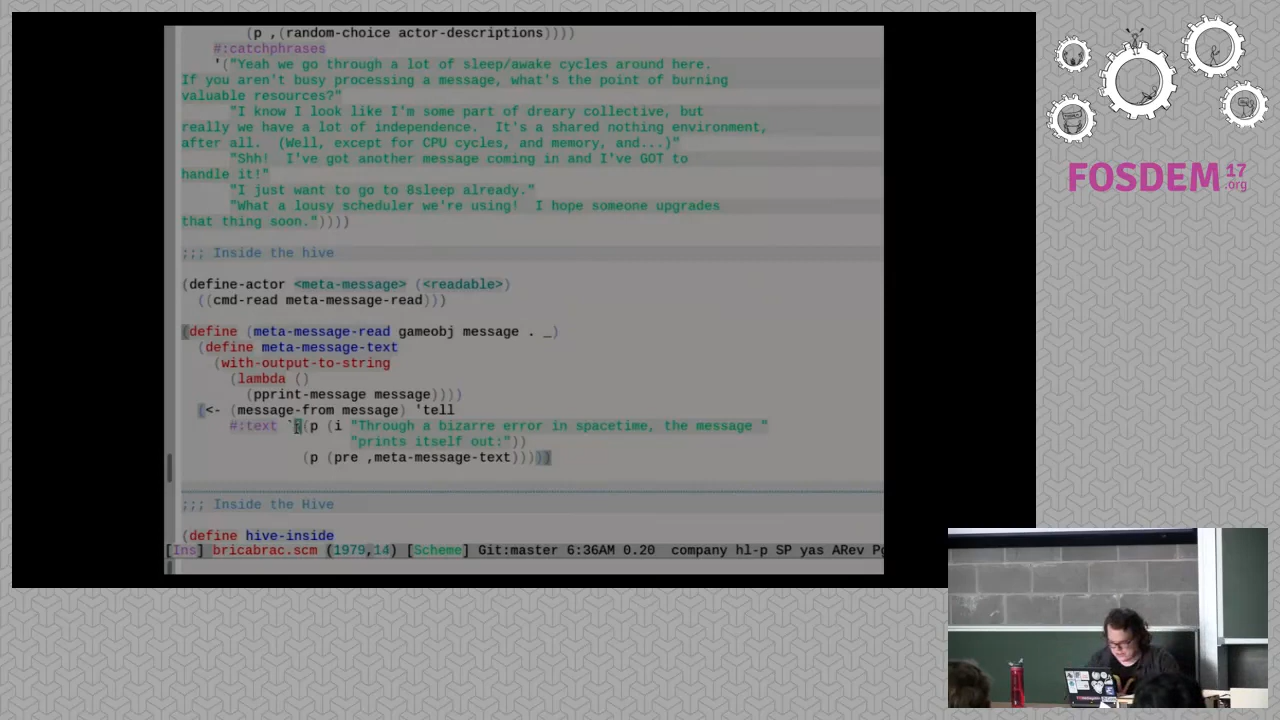 (p ,(random-choice actor-descriptions))))
#:catchphrases
'("Yeah we go through a lot of sleep/awake cycles around here.
If you aren't busy processing a message, what's the point of burning
valuable resources?"
"I know I look like I'm some part of dreary collective, but
really we have a lot of independence.  It's a shared nothing environment,
after all.  (Well, except for CPU cycles, and memory, and...)"
"Shh!  I've got another message coming in and I've GOT to
handle it!"
"I just want to go to 8sleep already."
"What a lousy scheduler we're using!  I hope someone upgrades
that thing soon."))))
;;; Inside the hive
(define-actor <meta-message> (<readable>)
((cmd-read meta-message-read)))
(define (meta-message-read gameobj message . _)
(define meta-message-text
(with-output-to-string
(lambda ()
(pprint-message message))))
(<- (message-from message) 'tell
#:text `((p (i "Through a bizarre error in spacetime, the message "
"prints itself out:"))
(p (pre ,meta-message-text)))))
;;; Inside the Hive
(define hive-inside
[Ins] bricabrac.scm (1979,14) [Scheme] Git:master 6:36AM 0.20  company hl-p SP yas ARev
FOSDEM 17
.org